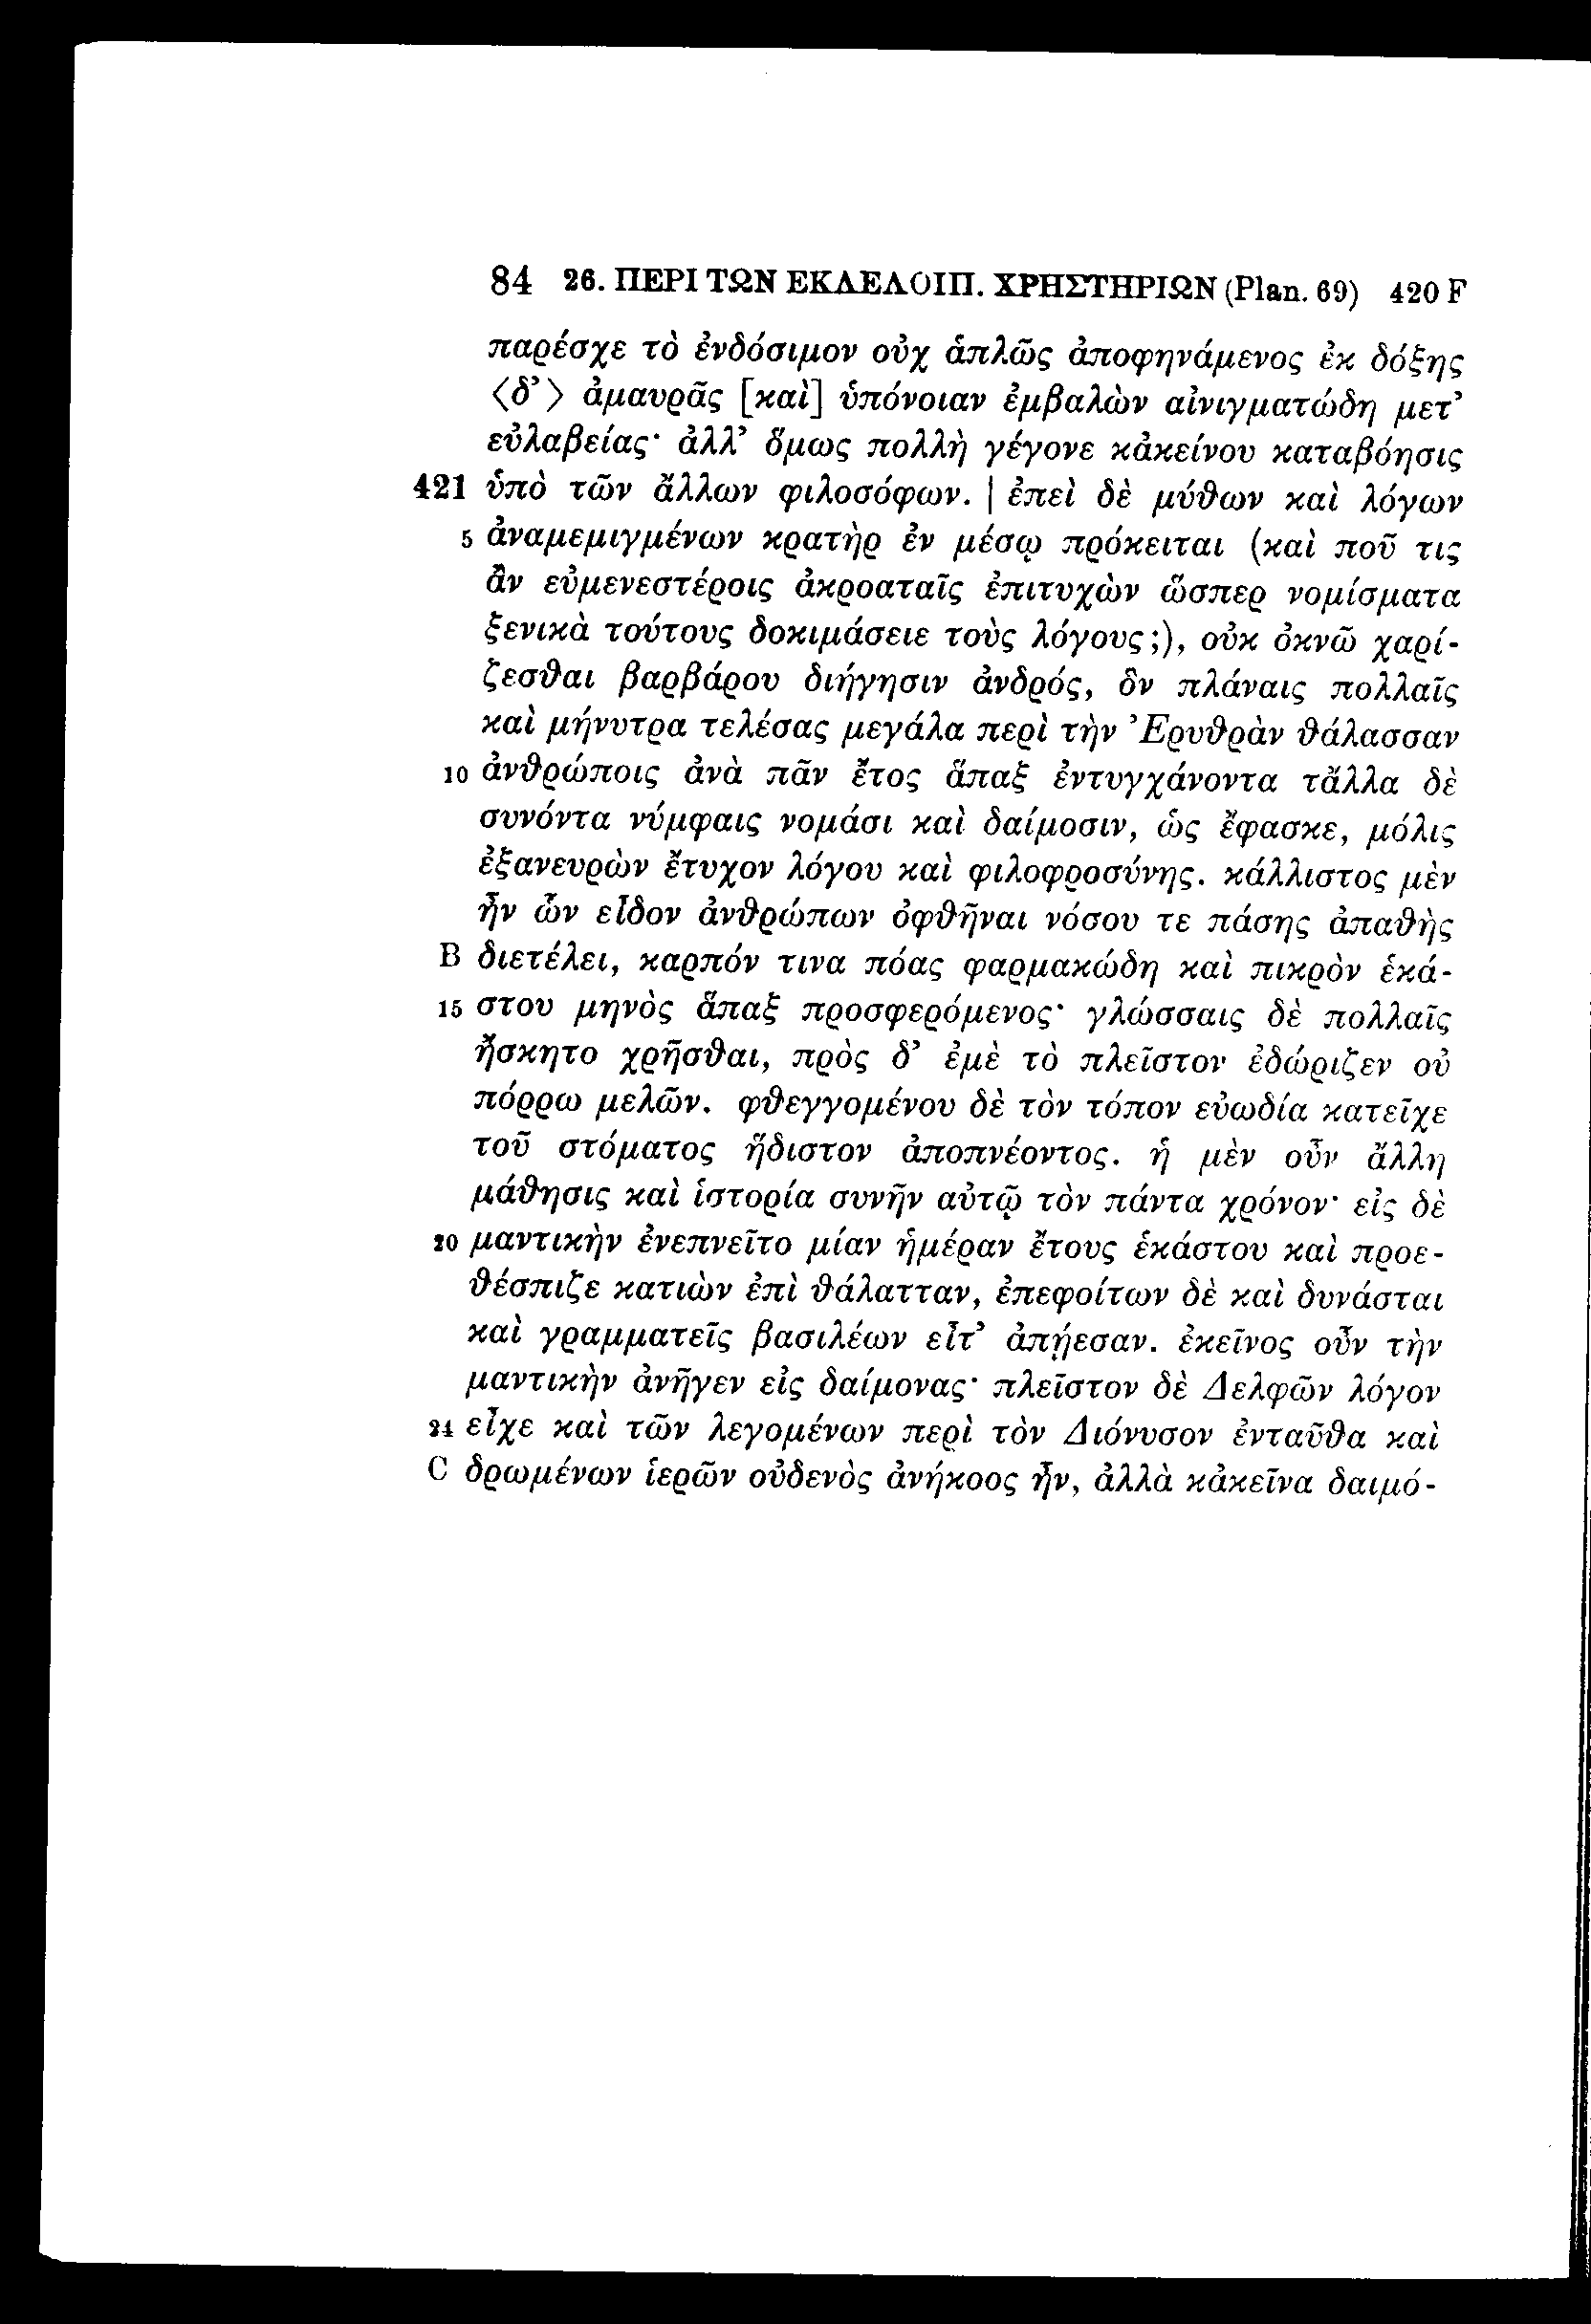 84 26. ΠΕΡΙ ΤΩΝ ΕΚΛΕΛΟΙΠ. ΧΡΗΣΤΗΡΙΩΝ (Plan. 69) 420 F
παρέσχε τὸ ἐνδόσιμον οὐχ ἁπλῶς ἀποφηνάμενος ἐκ δόξης
⟨δ’⟩ ἀμαυρᾶς [καὶ] ὑπόνοιαν ἐμβαλὼν αἰνιγματώδη μετ’
εὐλαβείας· ἀλλ’ ὅμως πολλὴ γέγονε κἀκείνου καταβόησις
421 ὑπὸ τῶν ἄλλων φιλοσόφων. | ἐπεὶ δὲ μύθων καὶ λόγων
5 ἀναμεμιγμένων κρατὴρ ἐν μέσῳ πρόκειται (καὶ ποῦ τις
ἂν εὐμενεστέροις ἀκροαταῖς ἐπιτυχὼν ὥσπερ νομίσματα
ξενικὰ τούτους δοκιμάσειε τοὺς λόγους;), οὐκ ὀκνῶ χαρί-
ζεσθαι βαρβάρου διήγησιν ἀνδρός, ὃν πλάναις πολλαῖς
καὶ μήνυτρα τελέσας μεγάλα περὶ τὴν Ἐρυθρὰν θάλασσαν
10 ἀνθρώποις ἀνὰ πᾶν ἔτος ἅπαξ ἐντυγχάνοντα τἄλλα δὲ
συνόντα νύμφαις νομάσι καὶ δαίμοσιν, ὡς ἔφασκε, μόλις
ἐξανευρὼν ἔτυχον λόγου καὶ φιλοφροσύνης. κάλλιστος μὲν
ἦν ὧν εἶδον ἀνθρώπων ὀφθῆναι νόσου τε πάσης ἀπαθὴς
B διετέλει, καρπόν τινα πόας φαρμακώδη καὶ πικρὸν ἑκά-
15 στου μηνὸς ἅπαξ προσφερόμενος· γλώσσαις δὲ πολλαῖς
ἤσκητο χρῆσθαι, πρὸς δ’ ἐμὲ τὸ πλεῖστον ἐδώριζεν οὐ
πόρρω μελῶν. φθεγγομένου δὲ τὸν τόπον εὐωδία κατεῖχε
τοῦ στόματος ἥδιστον ἀποπνέοντος. ἡ μὲν οὖν ἄλλη
μάθησις καὶ ἱστορία συνῆν αὐτῷ τὸν πάντα χρόνον· εἰς δὲ
20 μαντικὴν ἐνεπνεῖτο μίαν ἡμέραν ἔτους ἑκάστου καὶ προε-
θέσπιζε κατιὼν ἐπὶ θάλατταν, ἐπεφοίτων δὲ καὶ δυνάσται
καὶ γραμματεῖς βασιλέων εἶτ’ ἀπῄεσαν. ἐκεῖνος οὖν τὴν
μαντικὴν ἀνῆγεν εἰς δαίμονας· πλεῖστον δὲ Δελφῶν λόγον
24 εἶχε καὶ τῶν λεγομένων περὶ τὸν Διόνυσον ἐνταῦθα καὶ
C δρωμένων ἱερῶν οὐδενὸς ἀνήκοος ἦν, ἀλλὰ κἀκεῖνα δαιμό-